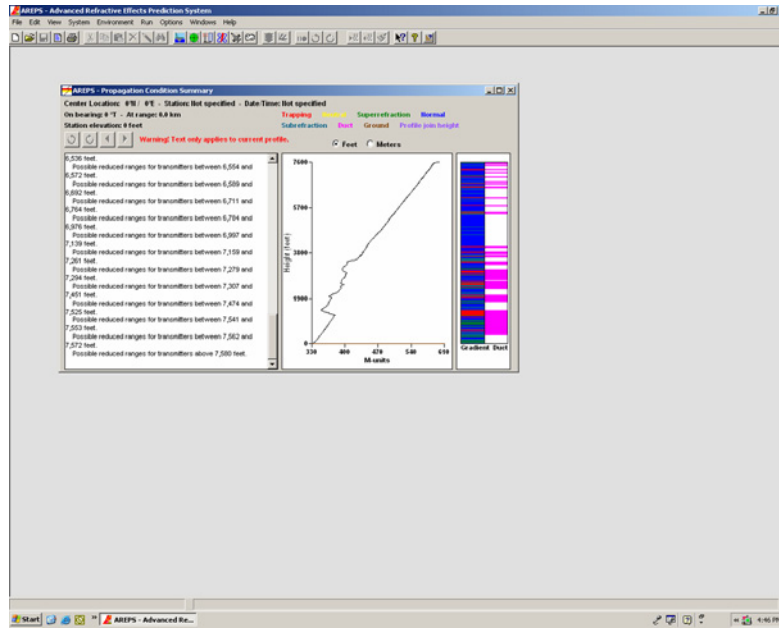 AREPS - Advanced Refractive Effects Prediction System
File Edit View System Environment Run Options Windows Help
AREPS - Propagation Condition Summary
Center Location: 0°N / 0°E - Station: Not specified - Date/Time: Not specified
On bearing: 0 °T - At range: 0.0 km
Trapping Superrefraction Normal
Station elevation: 0 feet
Subrefraction Duct Ground Profile join height
Warning! Text only applies to current profile.
Feet Meters
6,536 feet.
Possible reduced ranges for transmitters between 6,554 and
6,572 feet.
Possible reduced ranges for transmitters between 6,589 and
6,692 feet.
Possible reduced ranges for transmitters between 6,711 and
6,764 feet.
Possible reduced ranges for transmitters between 6,784 and
6,976 feet.
Possible reduced ranges for transmitters between 6,997 and
7,139 feet.
Possible reduced ranges for transmitters between 7,159 and
7,261 feet.
Possible reduced ranges for transmitters between 7,279 and
7,294 feet.
Possible reduced ranges for transmitters between 7,307 and
7,451 feet.
Possible reduced ranges for transmitters between 7,474 and
7,525 feet.
Possible reduced ranges for transmitters between 7,541 and
7,553 feet.
Possible reduced ranges for transmitters between 7,562 and
7,572 feet.
Possible reduced ranges for transmitters above 7,580 feet.
Height (feet)
7600
5700
3800
1900
0
330 400 470 540 610
M-units
Gradient Duct
Start
AREPS - Advanced Re...
4:46 PM